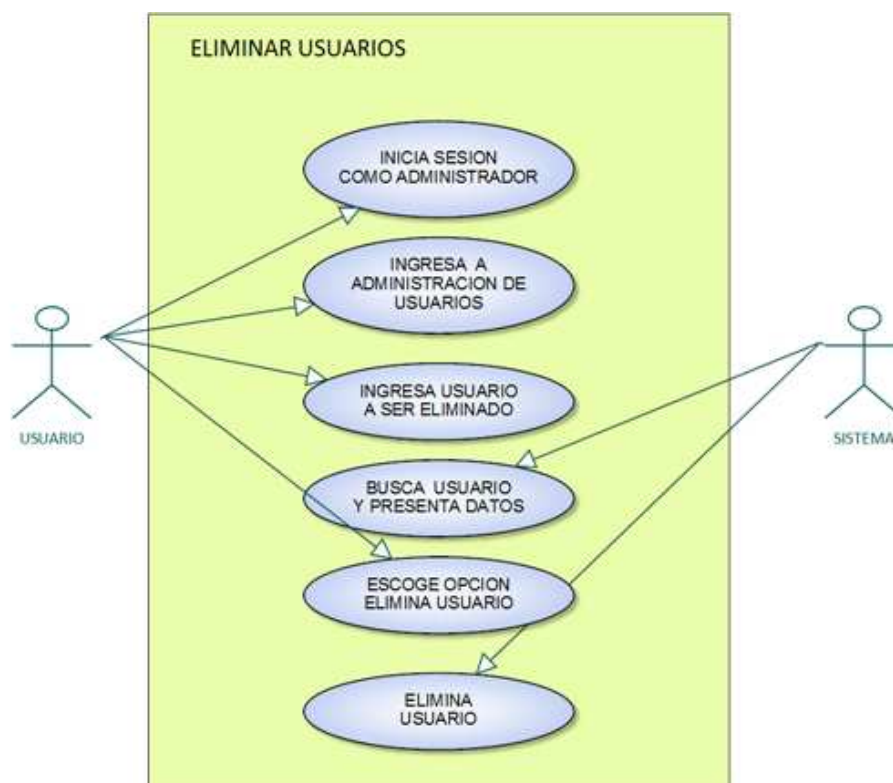 ELIMINAR USUARIOS
INICIA SESION
COMO ADMINISTRADOR
INGRESA A
ADMINISTRACION DE
USUARIOS
INGRESA USUARIO
A SER ELIMINADO
USUARIO
SISTEMA
BUSCA USUARIO
Y PRESENTA DATOS
ESCOGE OPCION
ELIMINA USUARIO
ELIMINA
USUARIO